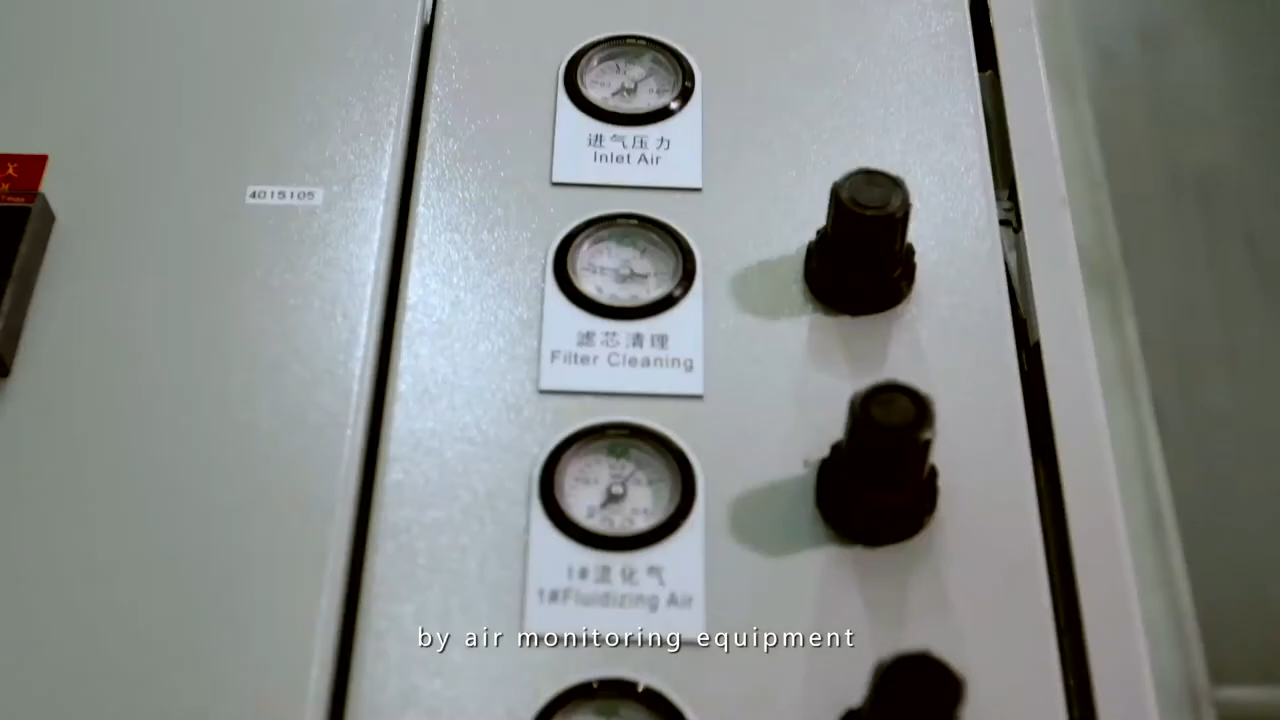 4015105
进气压力
Inlet Air
滤芯清理
Filter Cleaning
1#流化气
1#Fluidizing Air
by air monitoring equipment